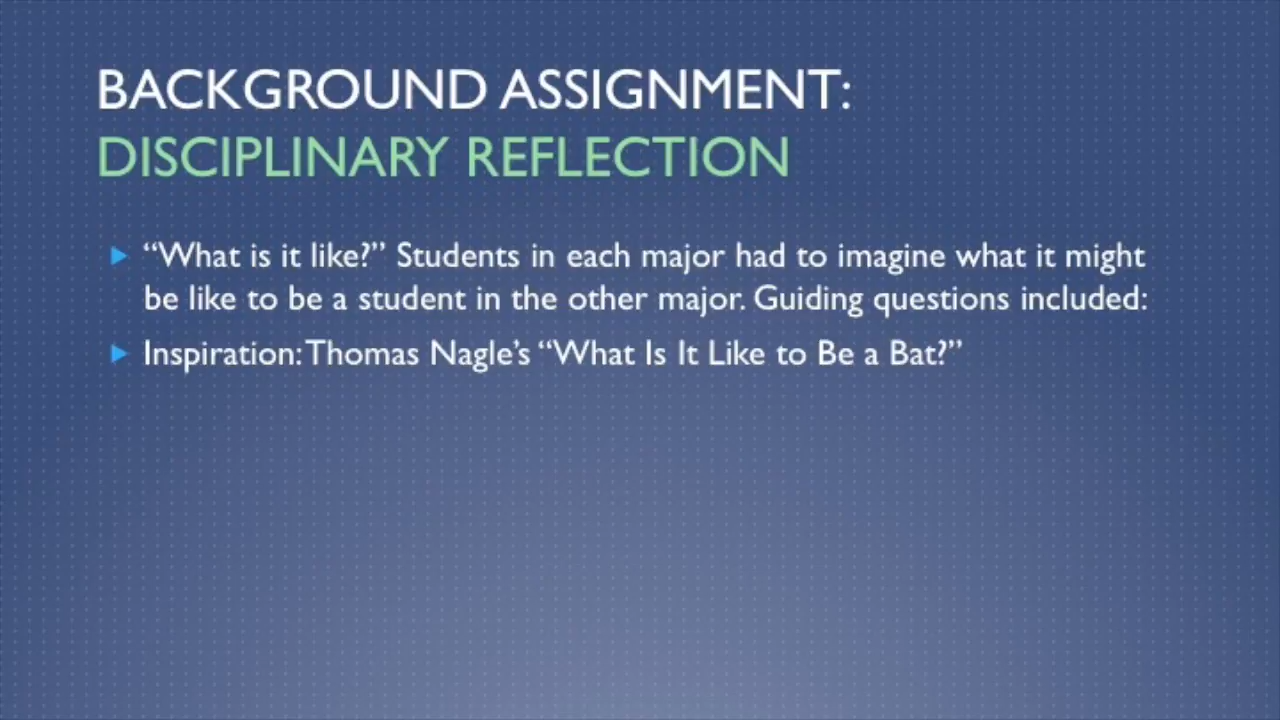 BACKGROUND ASSIGNMENT:
DISCIPLINARY REFLECTION
“What is it like?” Students in each major had to imagine what it might
be like to be a student in the other major. Guiding questions included:
Inspiration: Thomas Nagle’s “What Is It Like to Be a Bat?”